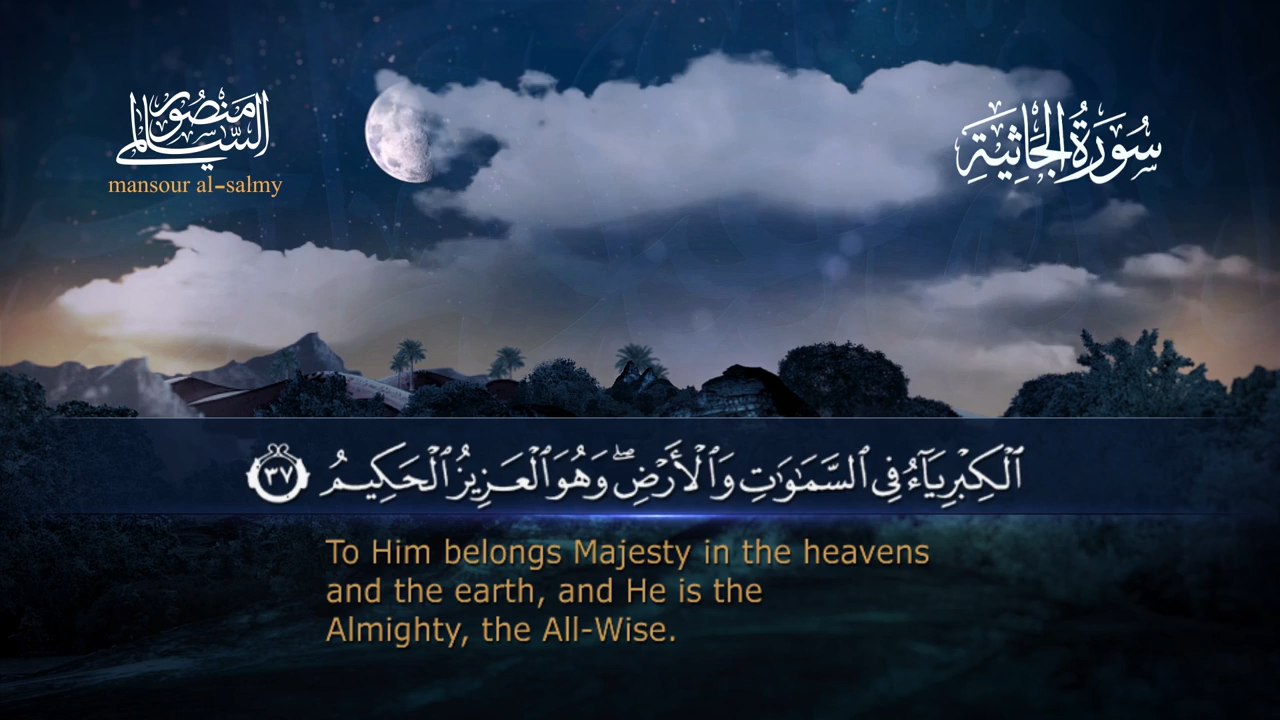 منصور
السالمي
mansour al-salmy
سُورَةُ الجَاثِيَةِ
ٱلْكِبْرِيَآءُ فِى ٱلسَّمَٰوَٰتِ وَٱلْأَرْضِ ۖ وَهُوَ ٱلْعَزِيزُ ٱلْحَكِيمُ ٣٧
To Him belongs Majesty in the heavens
and the earth, and He is the
Almighty, the All-Wise.